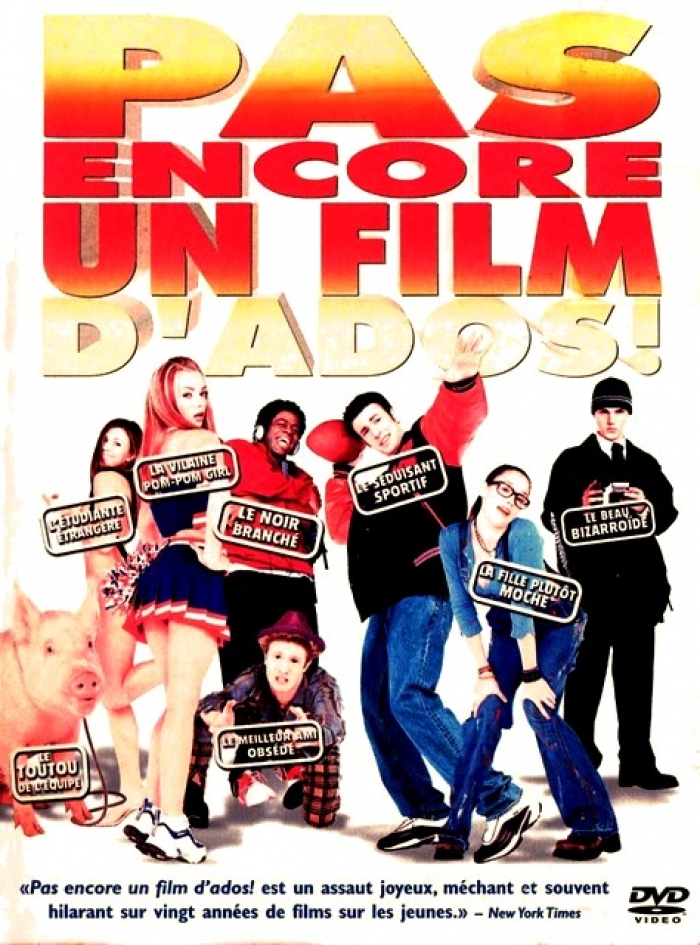 PAS
ENCORE
UN FILM
D'ADOS!
L'ÉTUDIANTE
ÉTRANGÈRE
LA VILAINE
POM-POM GIRL
LE NOIR
BRANCHÉ
LE SÉDUISANT
SPORTIF
LA FILLE PLUTÔT
MOCHE
LE BEAU
BIZARROÏDE
LE MEILLEUR AMI
OBSÉDÉ
LE
TOUTOU
DE L'ÉQUIPE
«Pas encore un film d'ados! est un assaut joyeux, méchant et souvent
hilarant sur vingt années de films sur les jeunes.» – New York Times
DVD
VIDEO